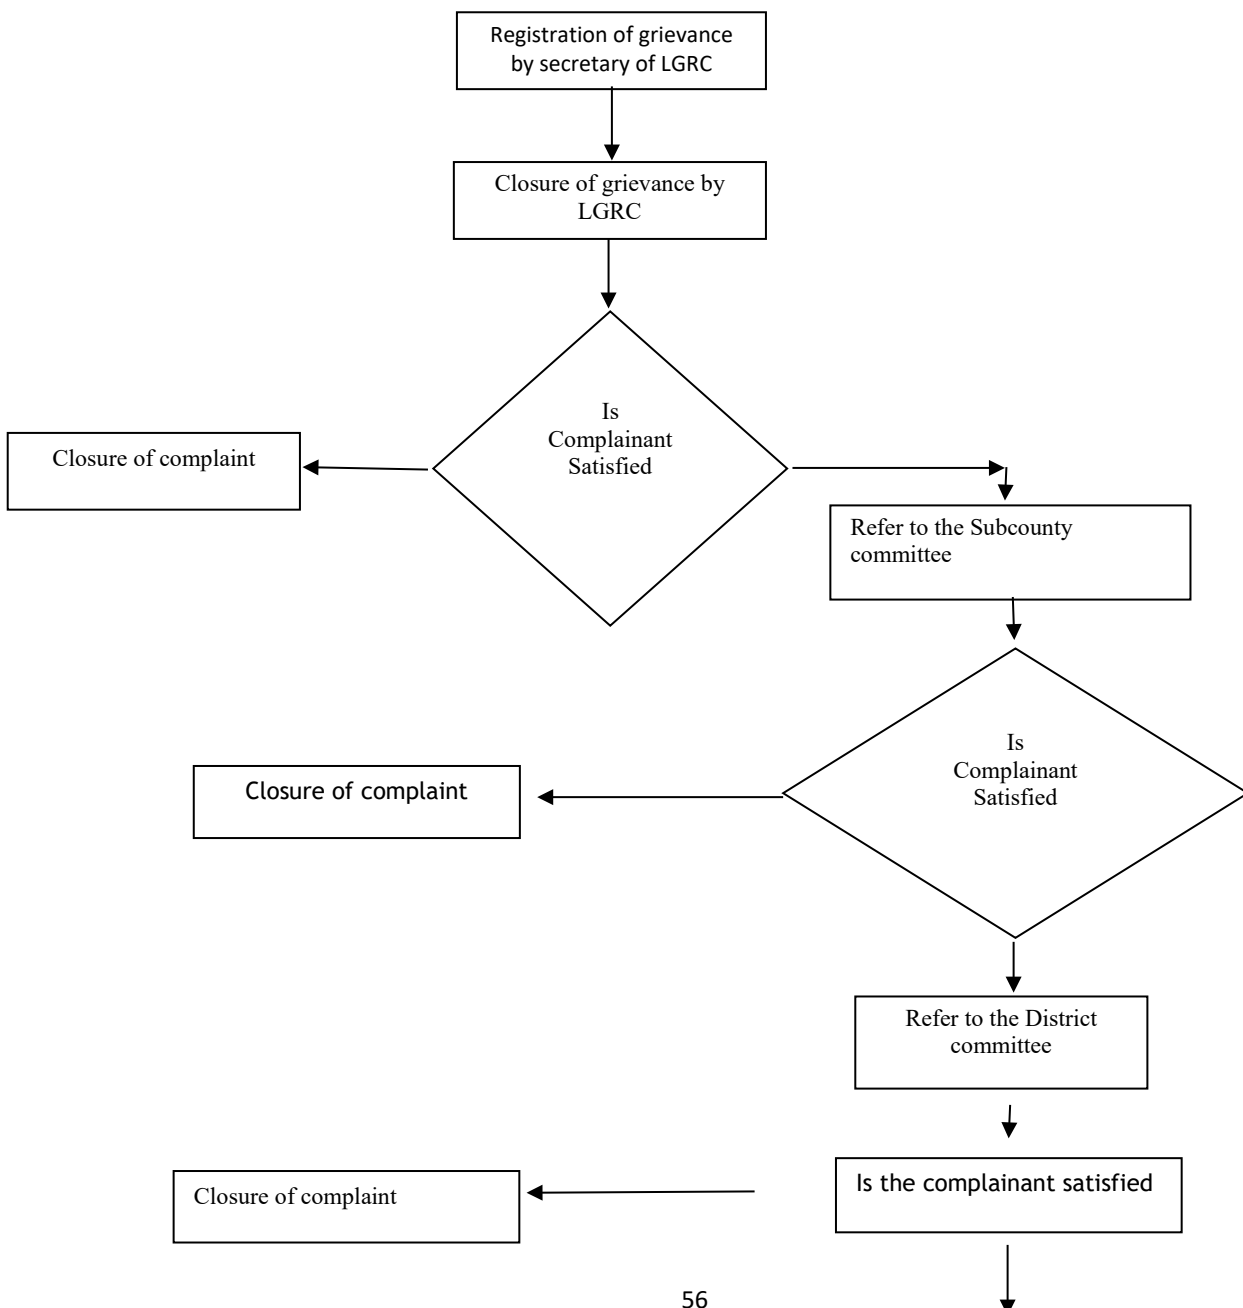 Registration of grievance
by secretary of LGRC
Closure of grievance by
LGRC
Is
Complainant
Satisfied
Closure of complaint
Refer to the Subcounty
committee
Is
Complainant
Satisfied
Closure of complaint
Refer to the District
committee
Is the complainant satisfied
Closure of complaint
56